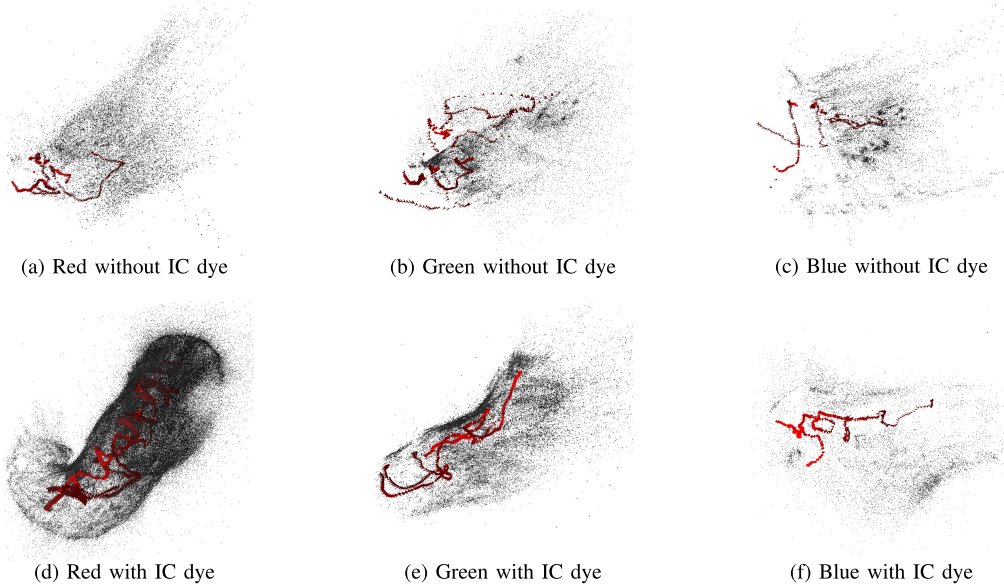 (a) Red without IC dye
(b) Green without IC dye
(c) Blue without IC dye
(d) Red with IC dye
(e) Green with IC dye
(f) Blue with IC dye